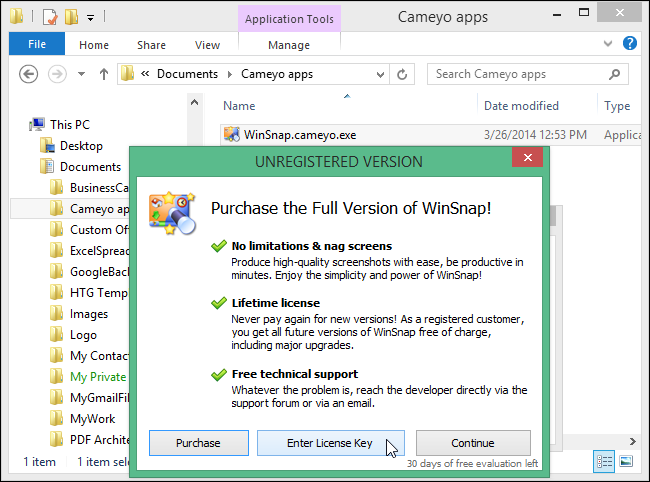 Application Tools
Cameyo apps
File
Home
Share
View
Manage
« Documents
Cameyo apps
Search Cameyo apps
Name
Date modified
Type
This PC
Desktop
Documents
BusinessCa
Cameyo ap
Custom Off
ExcelSpread
GoogleBack
HTG Temp
Images
Logo
My Contac
My Private
MyGmailFil
MyWork
PDF Archite
WinSnap.cameyo.exe
3/26/2014 12:53 PM
Applica
UNREGISTERED VERSION
Purchase the Full Version of WinSnap!
No limitations & nag screens
Produce high-quality screenshots with ease, be productive in
minutes. Enjoy the simplicity and power of WinSnap!
Lifetime license
Never pay again for new versions! As a registered customer,
you get all future versions of WinSnap free of charge,
including major upgrades.
Free technical support
Whatever the problem is, reach the developer directly via the
support forum or via an email.
Purchase
Enter License Key
Continue
30 days of free evaluation left
1 item
1 item sele